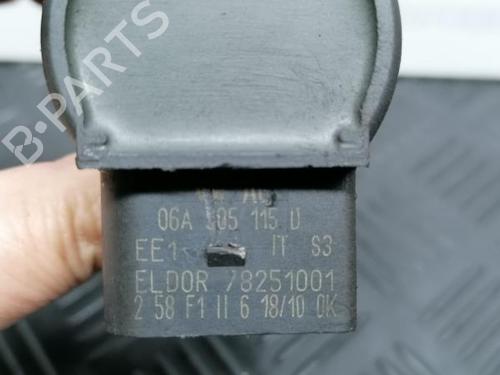 B-PARTS
06A 905 115 D
EE1 IT S3
ELDOR 78251001
2 58 F1 II 6 18/10 OK